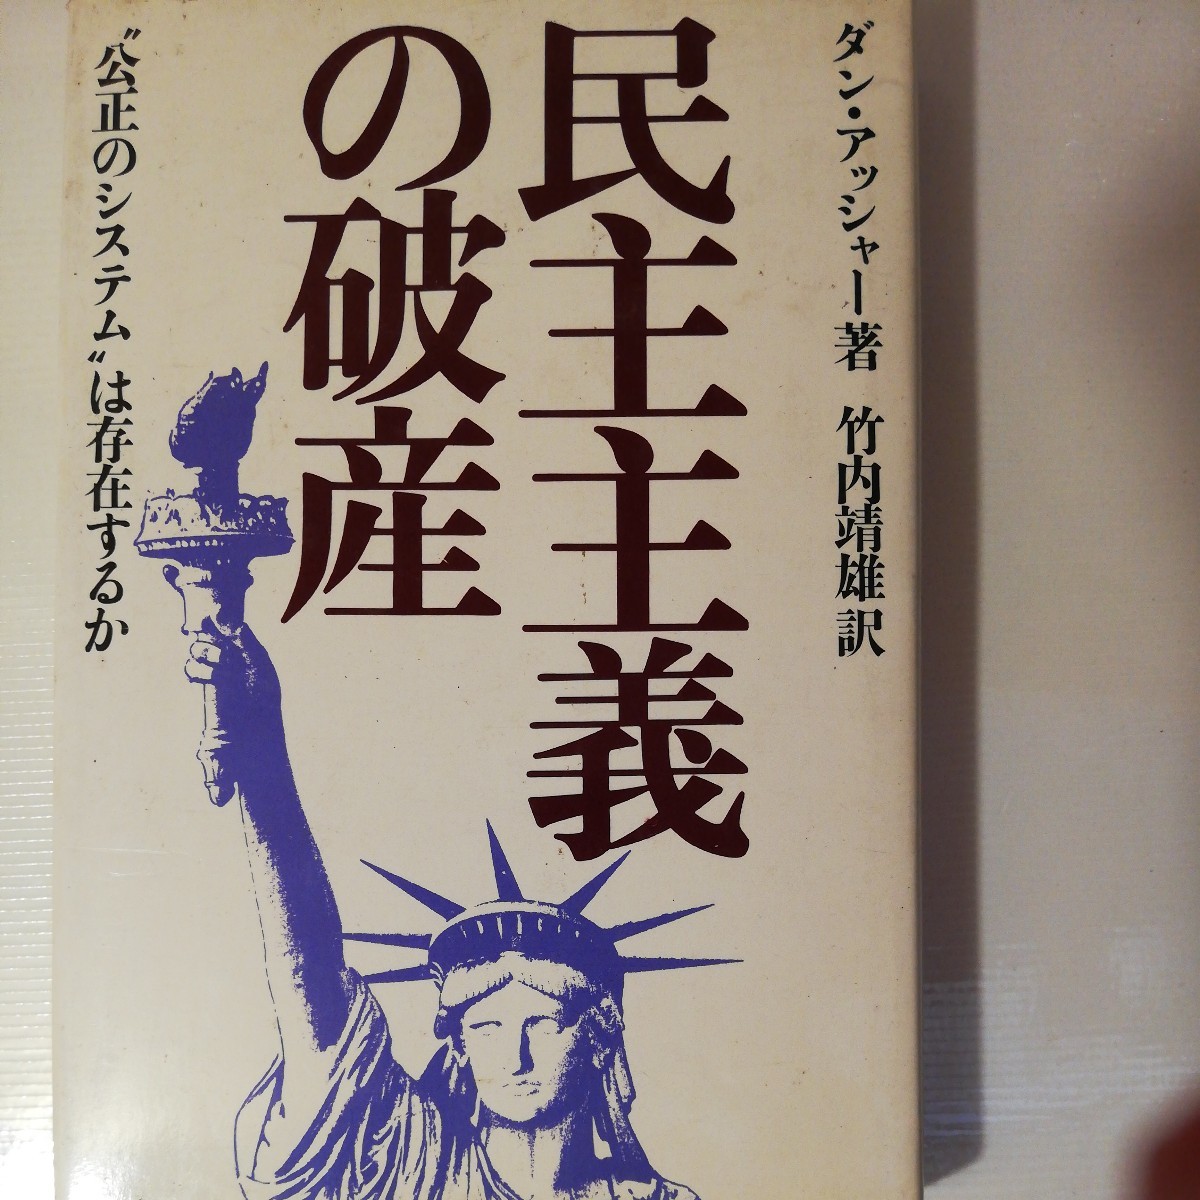 ダン・アッシャー著 竹内靖雄訳
民主主義
の破産
〝公正のシステム〟は存在するか